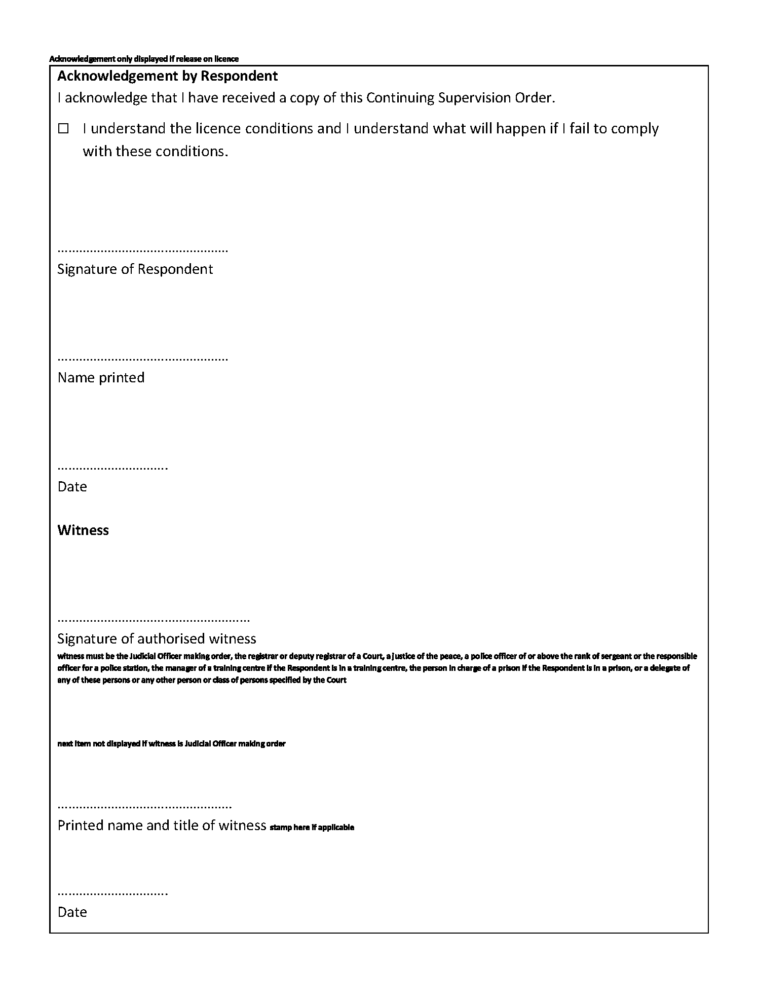 Acknowledgement only displayed if release on licence
Acknowledgement by Respondent
I acknowledge that I have received a copy of this Continuing Supervision Order.
☐ I understand the licence conditions and I understand what will happen if I fail to comply
with these conditions.
................................................
Signature of Respondent
................................................
Name printed
...............................
Date
Witness
......................................................
Signature of authorised witness
witness must be the Judicial Officer making order, the registrar or deputy registrar of a Court, a justice of the peace, a police officer of or above the rank of sergeant or the responsible
officer for a police station, the manager of a training centre if the Respondent is in a training centre, the person in charge of a prison if the Respondent is in a prison, or a delegate of
any of these persons or any other person or class of persons specified by the Court
next item not displayed if witness is Judicial Officer making order
.................................................
Printed name and title of witness stamp here if applicable
...............................
Date